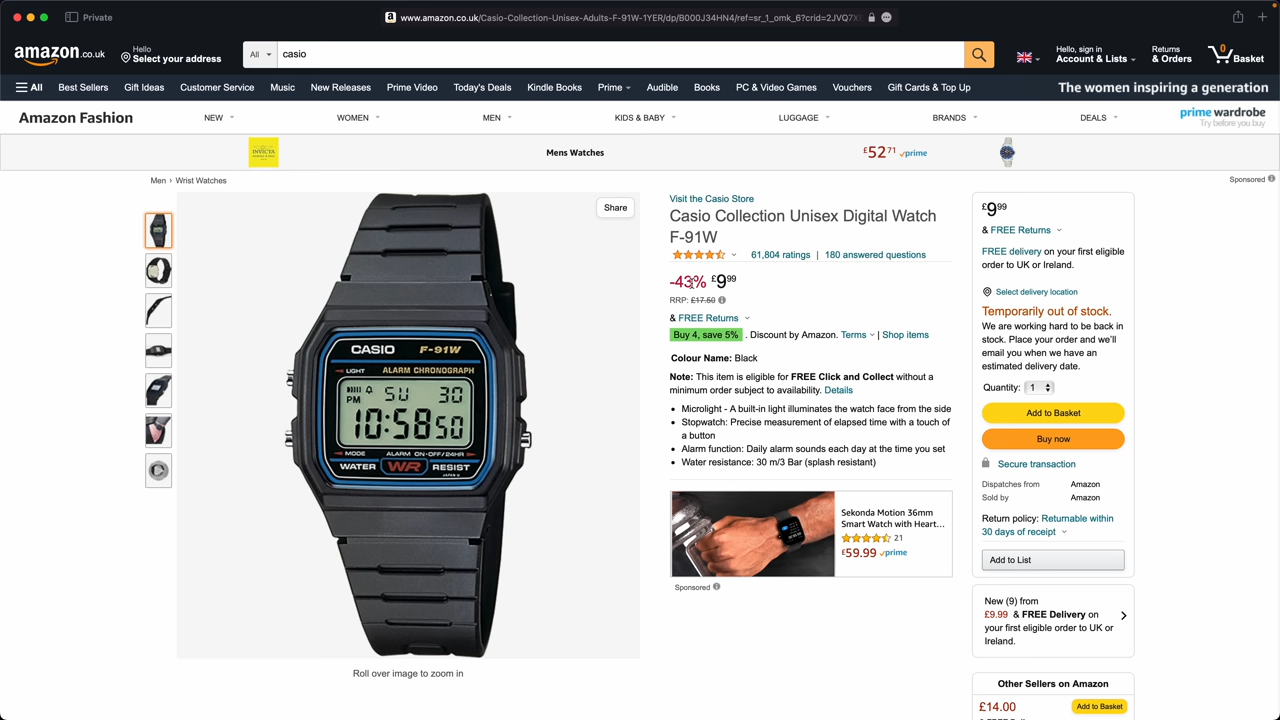 Private
www.amazon.co.uk/Casio-Collection-Unisex-Adults-F-91W-1YER/dp/B000J34HN4/ref=sr_1_omk_6?crid=2JVQ7X
amazon.co.uk
Hello
Select your address
All
casio
Hello, sign in
Account & Lists
Returns
& Orders
0
Basket
All
Best Sellers
Gift Ideas
Customer Service
Music
New Releases
Prime Video
Today's Deals
Kindle Books
Prime
Audible
Books
PC & Video Games
Vouchers
Gift Cards & Top Up
The women inspiring a generation
Amazon Fashion
NEW
WOMEN
MEN
KIDS & BABY
LUGGAGE
BRANDS
DEALS
prime wardrobe
Try before you buy
INVICTA
Mens Watches
£52 71 prime
Men › Wrist Watches
Sponsored
Share
CASIO F-91W
LIGHT ALARM CHRONOGRAPH
PM SU 30
10:58 50
MODE ALARM ON·OFF/24HR
WATER WR RESIST
JAPAN
Roll over image to zoom in
Visit the Casio Store
Casio Collection Unisex Digital Watch
F-91W
61,804 ratings | 180 answered questions
-43% £9 99
RRP: £17.50
& FREE Returns
Buy 4, save 5% . Discount by Amazon. Terms | Shop items
Colour Name: Black
Note: This item is eligible for FREE Click and Collect without a
minimum order subject to availability. Details
• Microlight - A built-in light illuminates the watch face from the side
• Stopwatch: Precise measurement of elapsed time with a touch of
a button
• Alarm function: Daily alarm sounds each day at the time you set
• Water resistance: 30 m/3 Bar (splash resistant)
Sekonda Motion 36mm
Smart Watch with Heart...
21
£59.99 prime
Sponsored
£9 99
& FREE Returns
FREE delivery on your first eligible
order to UK or Ireland.
Select delivery location
Temporarily out of stock.
We are working hard to be back in
stock. Place your order and we'll
email you when we have an
estimated delivery date.
Quantity: 1
Add to Basket
Buy now
Secure transaction
Dispatches from Amazon
Sold by Amazon
Return policy: Returnable within
30 days of receipt
Add to List
New (9) from
£9.99 & FREE Delivery on
your first eligible order to UK or
Ireland.
Other Sellers on Amazon
£14.00
Add to Basket